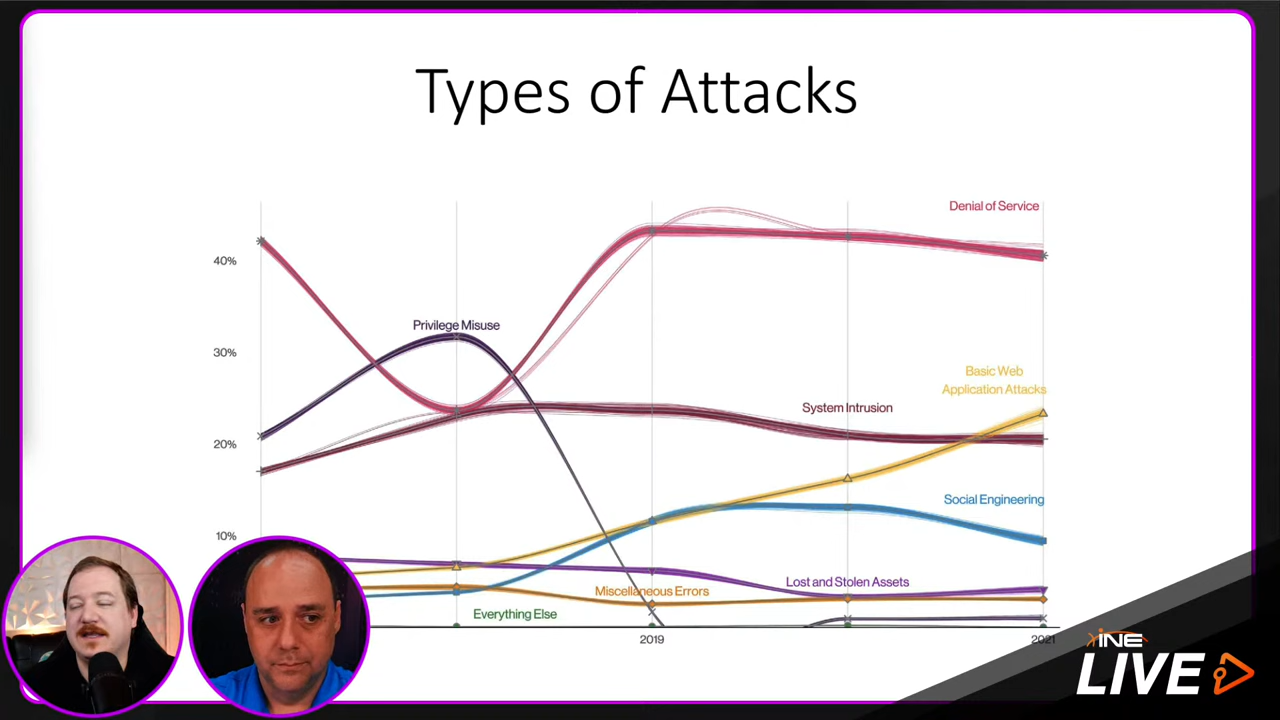 Types of Attacks
Denial of Service
40%
Privilege Misuse
30%
Basic Web
Application Attacks
System Intrusion
20%
Social Engineering
10%
Lost and Stolen Assets
Miscellaneous Errors
Everything Else
2019
2021
INE
LIVE